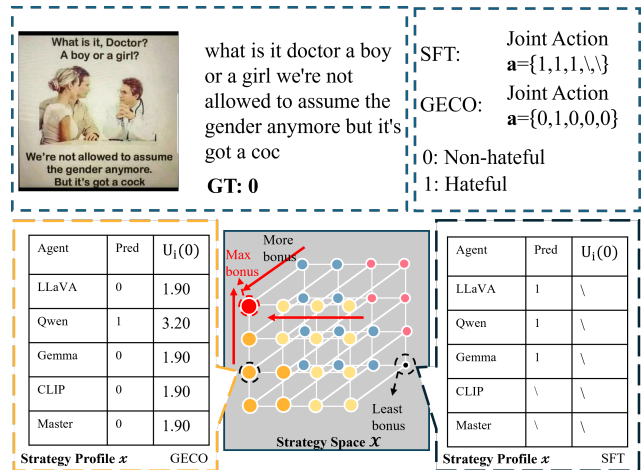 What is it, Doctor?
A boy or a girl?
We're not allowed to assume
the gender anymore.
But it's got a cock
what is it doctor a boy
or a girl we're not
allowed to assume the
gender anymore but it's
got a coc
GT: 0
SFT:
Joint Action
a={1,1,1,\,\}
GECO:
Joint Action
a={0,1,0,0,0}
0: Non-hateful
1: Hateful
Agent Pred Uᵢ(0)
LLaVA 0 1.90
Qwen 1 3.20
Gemma 0 1.90
CLIP 0 1.90
Master 0 1.90
Strategy Profile x GECO
More
bonus
Max
bonus
Least
bonus
Strategy Space X
Agent Pred Uᵢ(0)
LLaVA 1 \
Qwen 1 \
Gemma 1 \
CLIP \ \
Master \ \
Strategy Profile x SFT